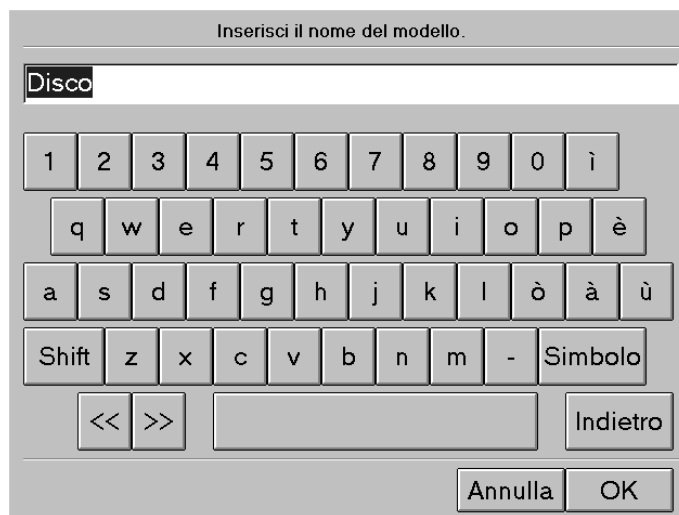 Inserisci il nome del modello.
Disco
1 2 3 4 5 6 7 8 9 0 ì
q w e r t y u i o p è
a s d f g h j k l ò à ù
Shift z x c v b n m - Simbolo
<< >> Indietro
Annulla OK